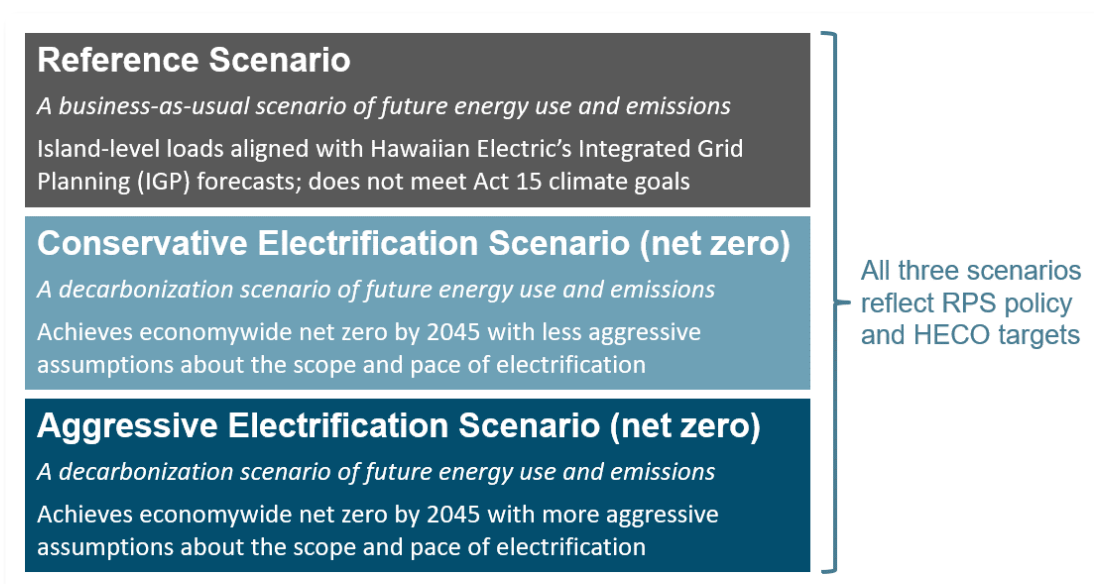 Reference Scenario
A business-as-usual scenario of future energy use and emissions
Island-level loads aligned with Hawaiian Electric’s Integrated Grid
Planning (IGP) forecasts; does not meet Act 15 climate goals
Conservative Electrification Scenario (net zero)
A decarbonization scenario of future energy use and emissions
Achieves economywide net zero by 2045 with less aggressive
assumptions about the scope and pace of electrification
Aggressive Electrification Scenario (net zero)
A decarbonization scenario of future energy use and emissions
Achieves economywide net zero by 2045 with more aggressive
assumptions about the scope and pace of electrification
All three scenarios
reflect RPS policy
and HECO targets